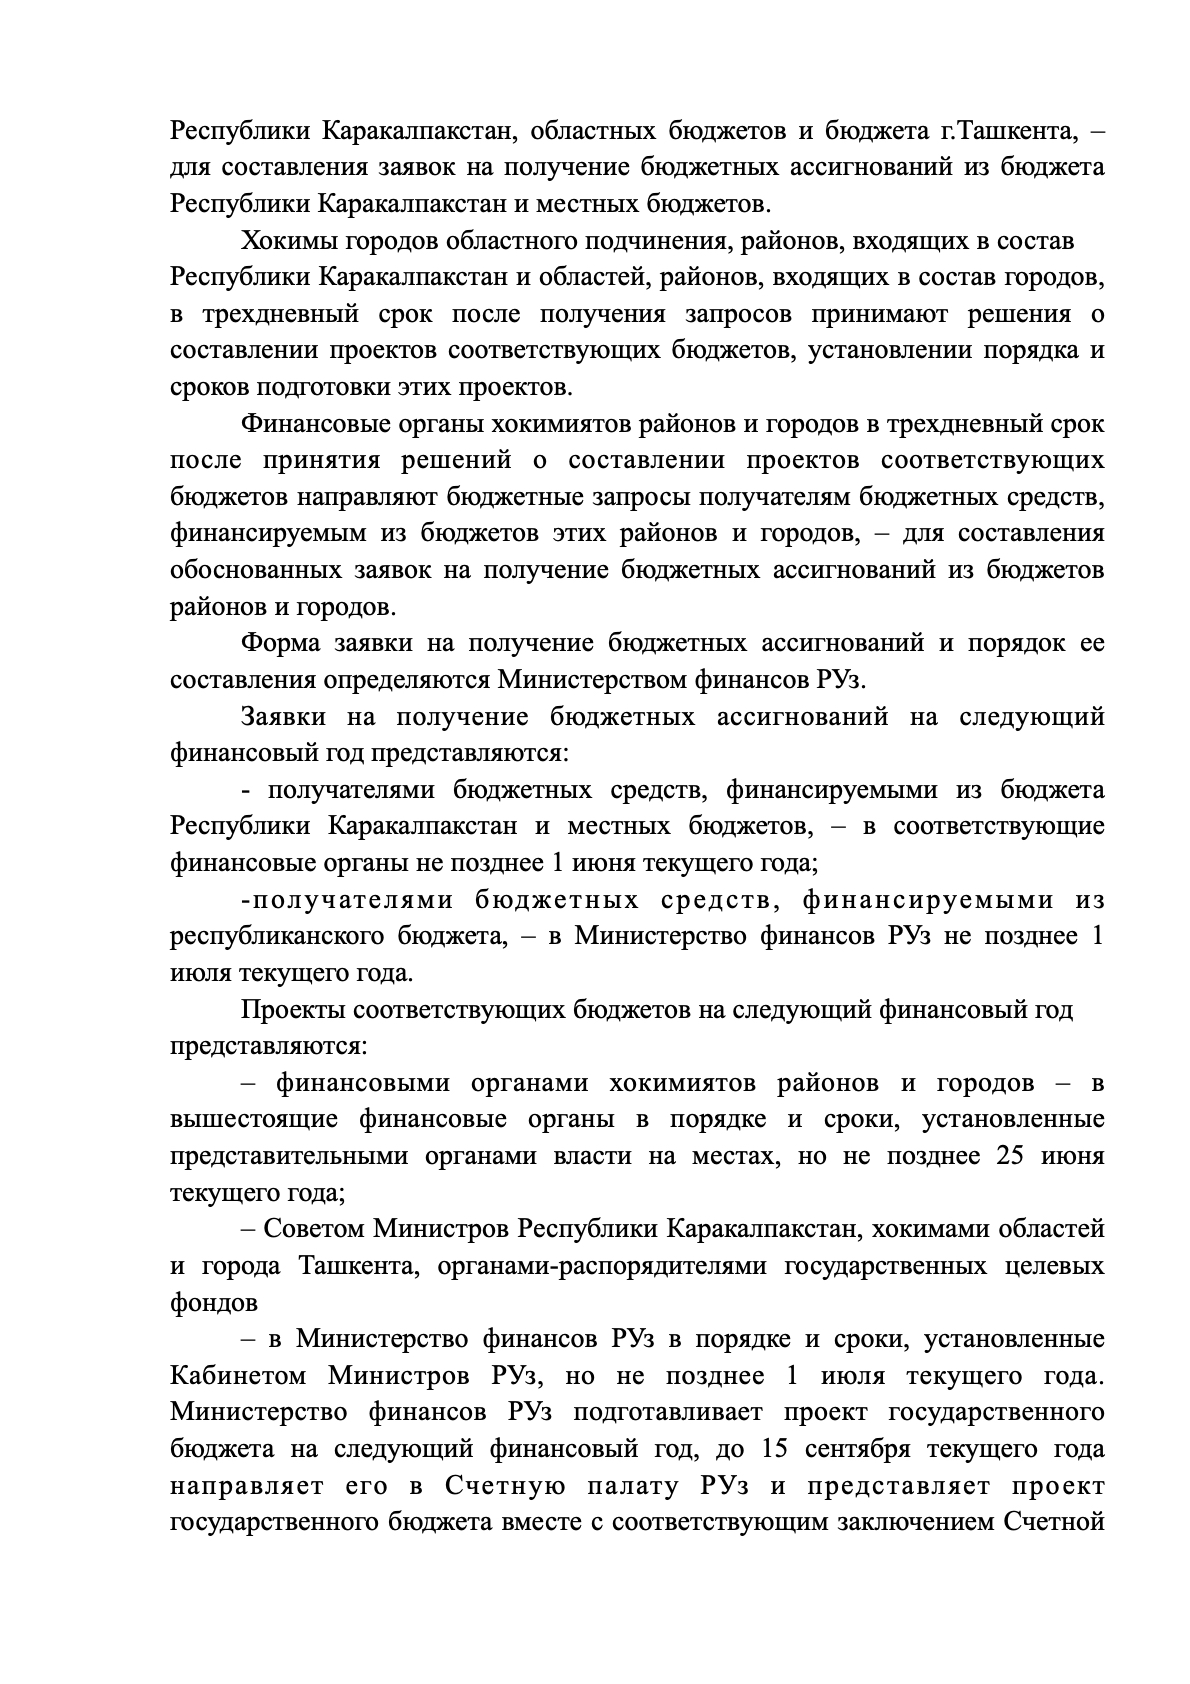 Республики Каракалпакстан, областных бюджетов и бюджета г.Ташкента, –
для составления заявок на получение бюджетных ассигнований из бюджета
Республики Каракалпакстан и местных бюджетов.
Хокимы городов областного подчинения, районов, входящих в состав
Республики Каракалпакстан и областей, районов, входящих в состав городов,
в трехдневный срок после получения запросов принимают решения о
составлении проектов соответствующих бюджетов, установлении порядка и
сроков подготовки этих проектов.
Финансовые органы хокимиятов районов и городов в трехдневный срок
после принятия решений о составлении проектов соответствующих
бюджетов направляют бюджетные запросы получателям бюджетных средств,
финансируемым из бюджетов этих районов и городов, – для составления
обоснованных заявок на получение бюджетных ассигнований из бюджетов
районов и городов.
Форма заявки на получение бюджетных ассигнований и порядок ее
составления определяются Министерством финансов РУз.
Заявки на получение бюджетных ассигнований на следующий
финансовый год представляются:
- получателями бюджетных средств, финансируемыми из бюджета
Республики Каракалпакстан и местных бюджетов, – в соответствующие
финансовые органы не позднее 1 июня текущего года;
-получателями бюджетных средств, финансируемыми из
республиканского бюджета, – в Министерство финансов РУз не позднее 1
июля текущего года.
Проекты соответствующих бюджетов на следующий финансовый год
представляются:
– финансовыми органами хокимиятов районов и городов – в
вышестоящие финансовые органы в порядке и сроки, установленные
представительными органами власти на местах, но не позднее 25 июня
текущего года;
– Советом Министров Республики Каракалпакстан, хокимами областей
и города Ташкента, органами-распорядителями государственных целевых
фондов
– в Министерство финансов РУз в порядке и сроки, установленные
Кабинетом Министров РУз, но не позднее 1 июля текущего года.
Министерство финансов РУз подготавливает проект государственного
бюджета на следующий финансовый год, до 15 сентября текущего года
направляет его в Счетную палату РУз и представляет проект
государственного бюджета вместе с соответствующим заключением Счетной